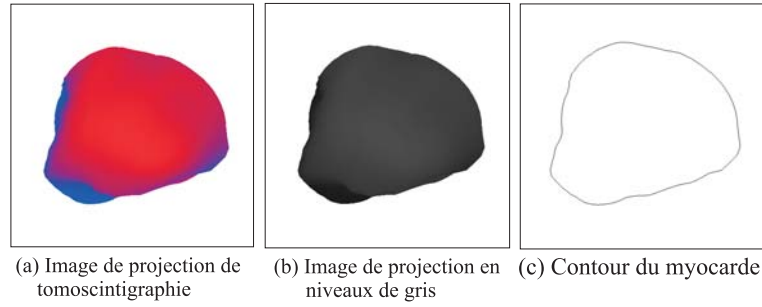 (a) Image de projection de
tomoscintigraphie
(b) Image de projection en
niveaux de gris
(c) Contour du myocarde